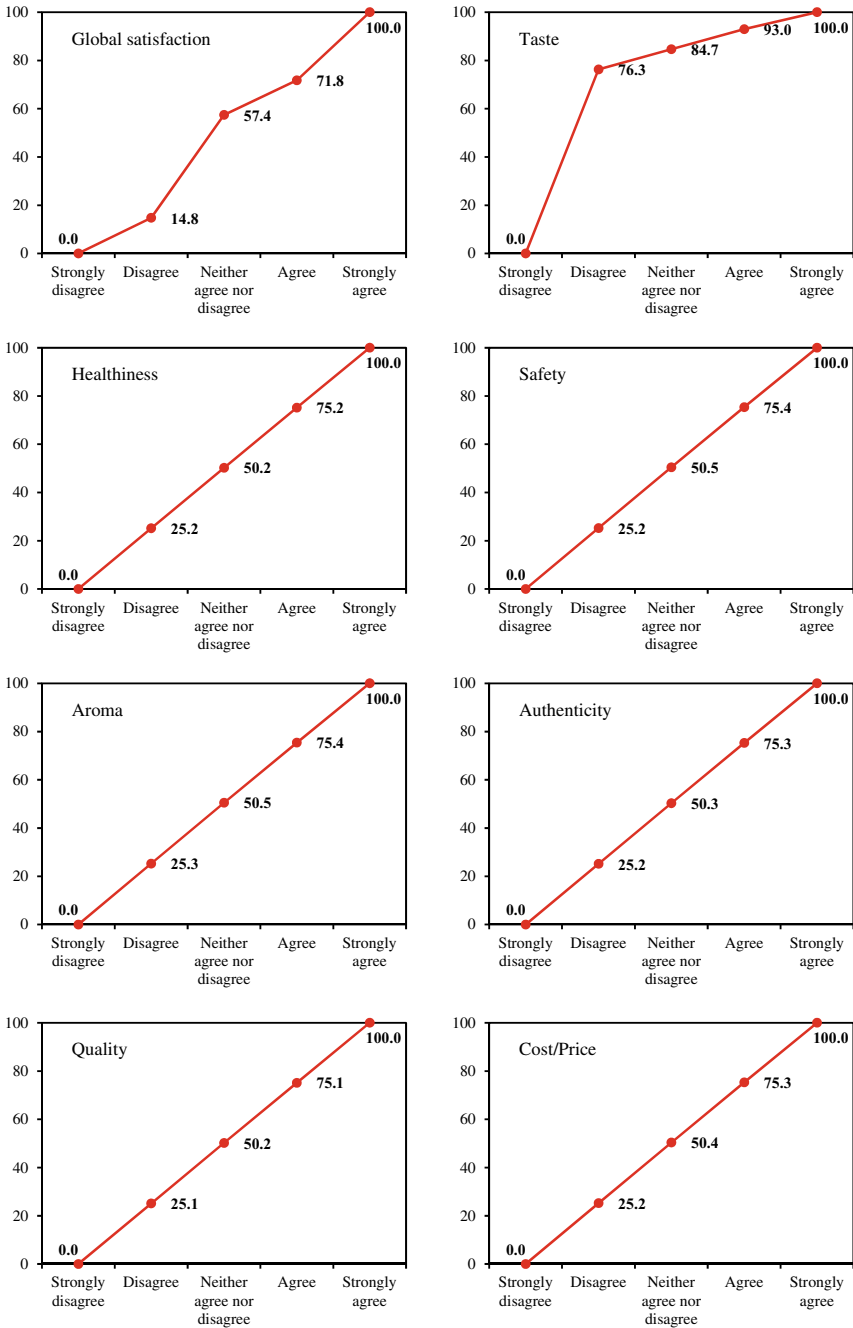 Global satisfaction
100
80
60
40
20
0
0.0
14.8
57.4
71.8
100.0
Strongly disagree
Disagree
Neither agree nor disagree
Agree
Strongly agree
Taste
100
80
60
40
20
0
0.0
76.3
84.7
93.0
100.0
Strongly disagree
Disagree
Neither agree nor disagree
Agree
Strongly agree
Healthiness
100
80
60
40
20
0
0.0
25.2
50.2
75.2
100.0
Strongly disagree
Disagree
Neither agree nor disagree
Agree
Strongly agree
Safety
100
80
60
40
20
0
0.0
25.2
50.5
75.4
100.0
Strongly disagree
Disagree
Neither agree nor disagree
Agree
Strongly agree
Aroma
100
80
60
40
20
0
0.0
25.3
50.5
75.4
100.0
Strongly disagree
Disagree
Neither agree nor disagree
Agree
Strongly agree
Authenticity
100
80
60
40
20
0
0.0
25.2
50.3
75.3
100.0
Strongly disagree
Disagree
Neither agree nor disagree
Agree
Strongly agree
Quality
100
80
60
40
20
0
0.0
25.1
50.2
75.1
100.0
Strongly disagree
Disagree
Neither agree nor disagree
Agree
Strongly agree
Cost/Price
100
80
60
40
20
0
0.0
25.2
50.4
75.3
100.0
Strongly disagree
Disagree
Neither agree nor disagree
Agree
Strongly agree